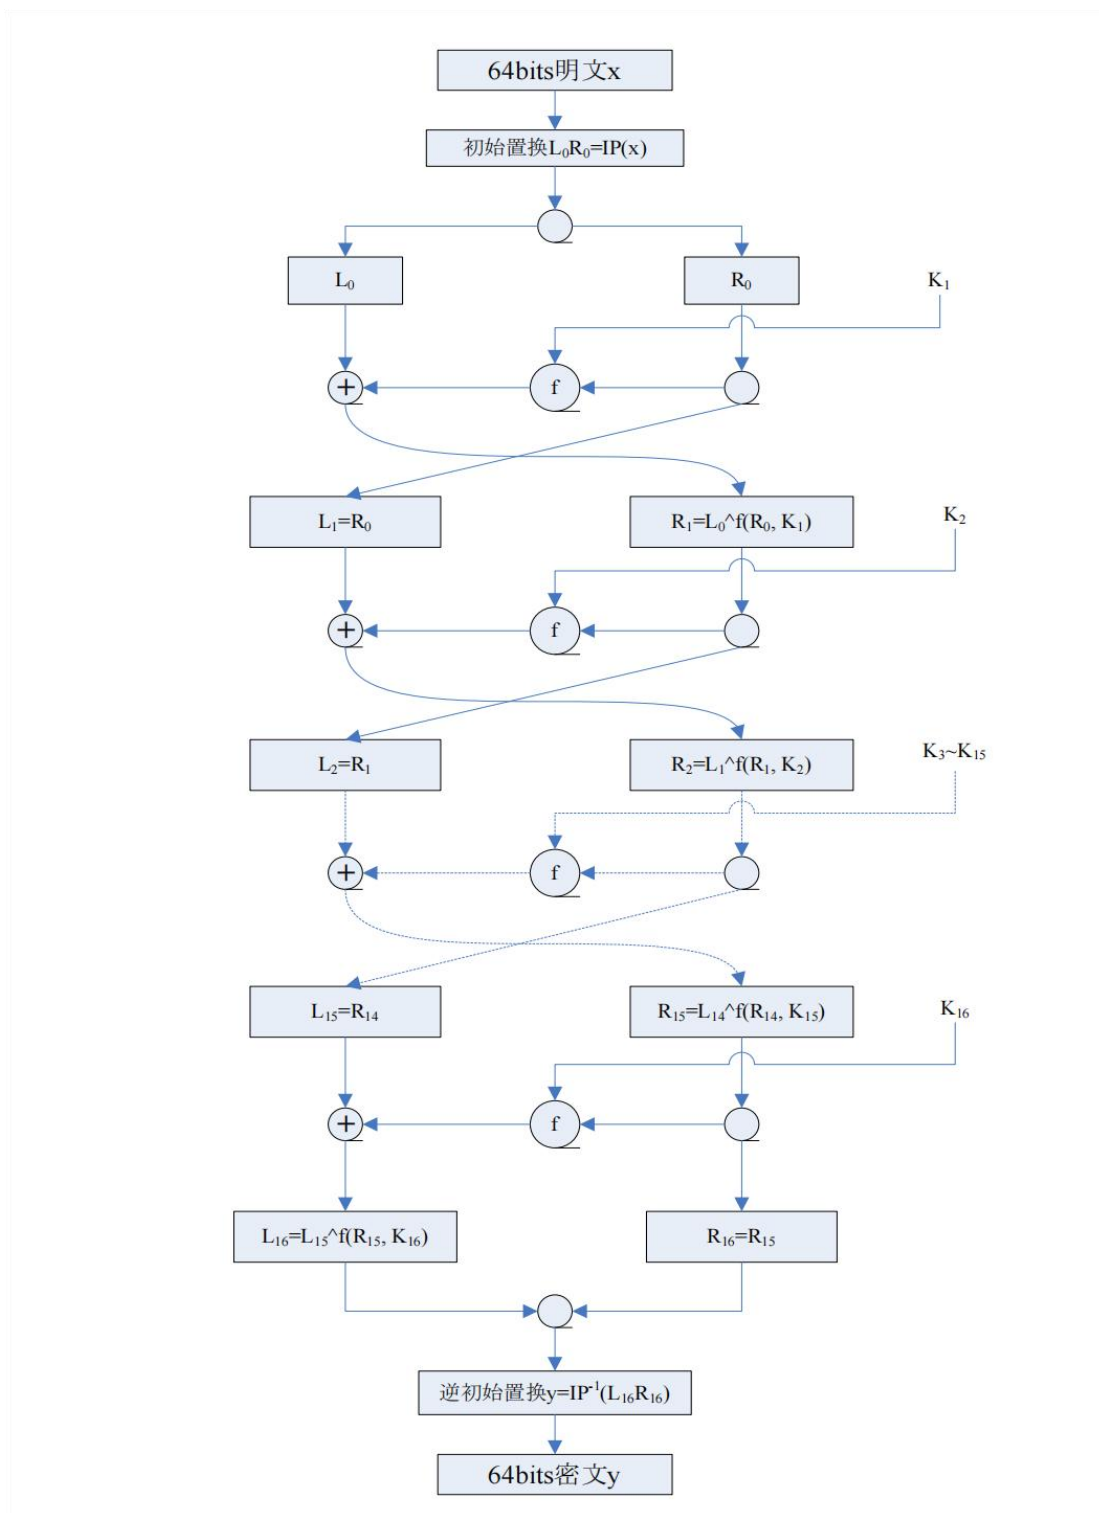 64bits明文x
初始置换L₀R₀=IP(x)
L₀
R₀
K₁
+
f
L₁=R₀
R₁=L₀^f(R₀, K₁)
K₂
+
f
L₂=R₁
R₂=L₁^f(R₁, K₂)
K₃~K₁₅
+
f
L₁₅=R₁₄
R₁₅=L₁₄^f(R₁₄, K₁₅)
K₁₆
+
f
L₁₆=L₁₅^f(R₁₅, K₁₆)
R₁₆=R₁₅
逆初始置换y=IP⁻¹(L₁₆R₁₆)
64bits密文y